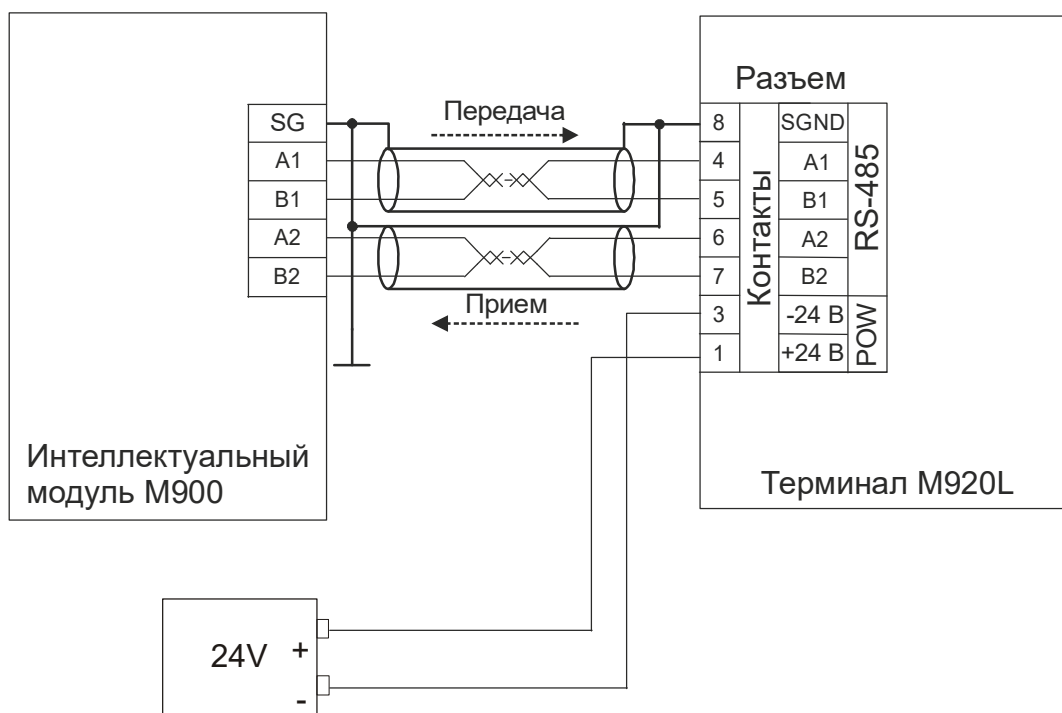 Разъем
Передача
SG
8
SGND
A1
4
A1
B1
5
B1
A2
6
A2
B2
7
B2
Контакты
RS-485
Прием
3
-24 В
1
+24 В
POW
Интеллектуальный
модуль М900
Терминал M920L
24V
+
-